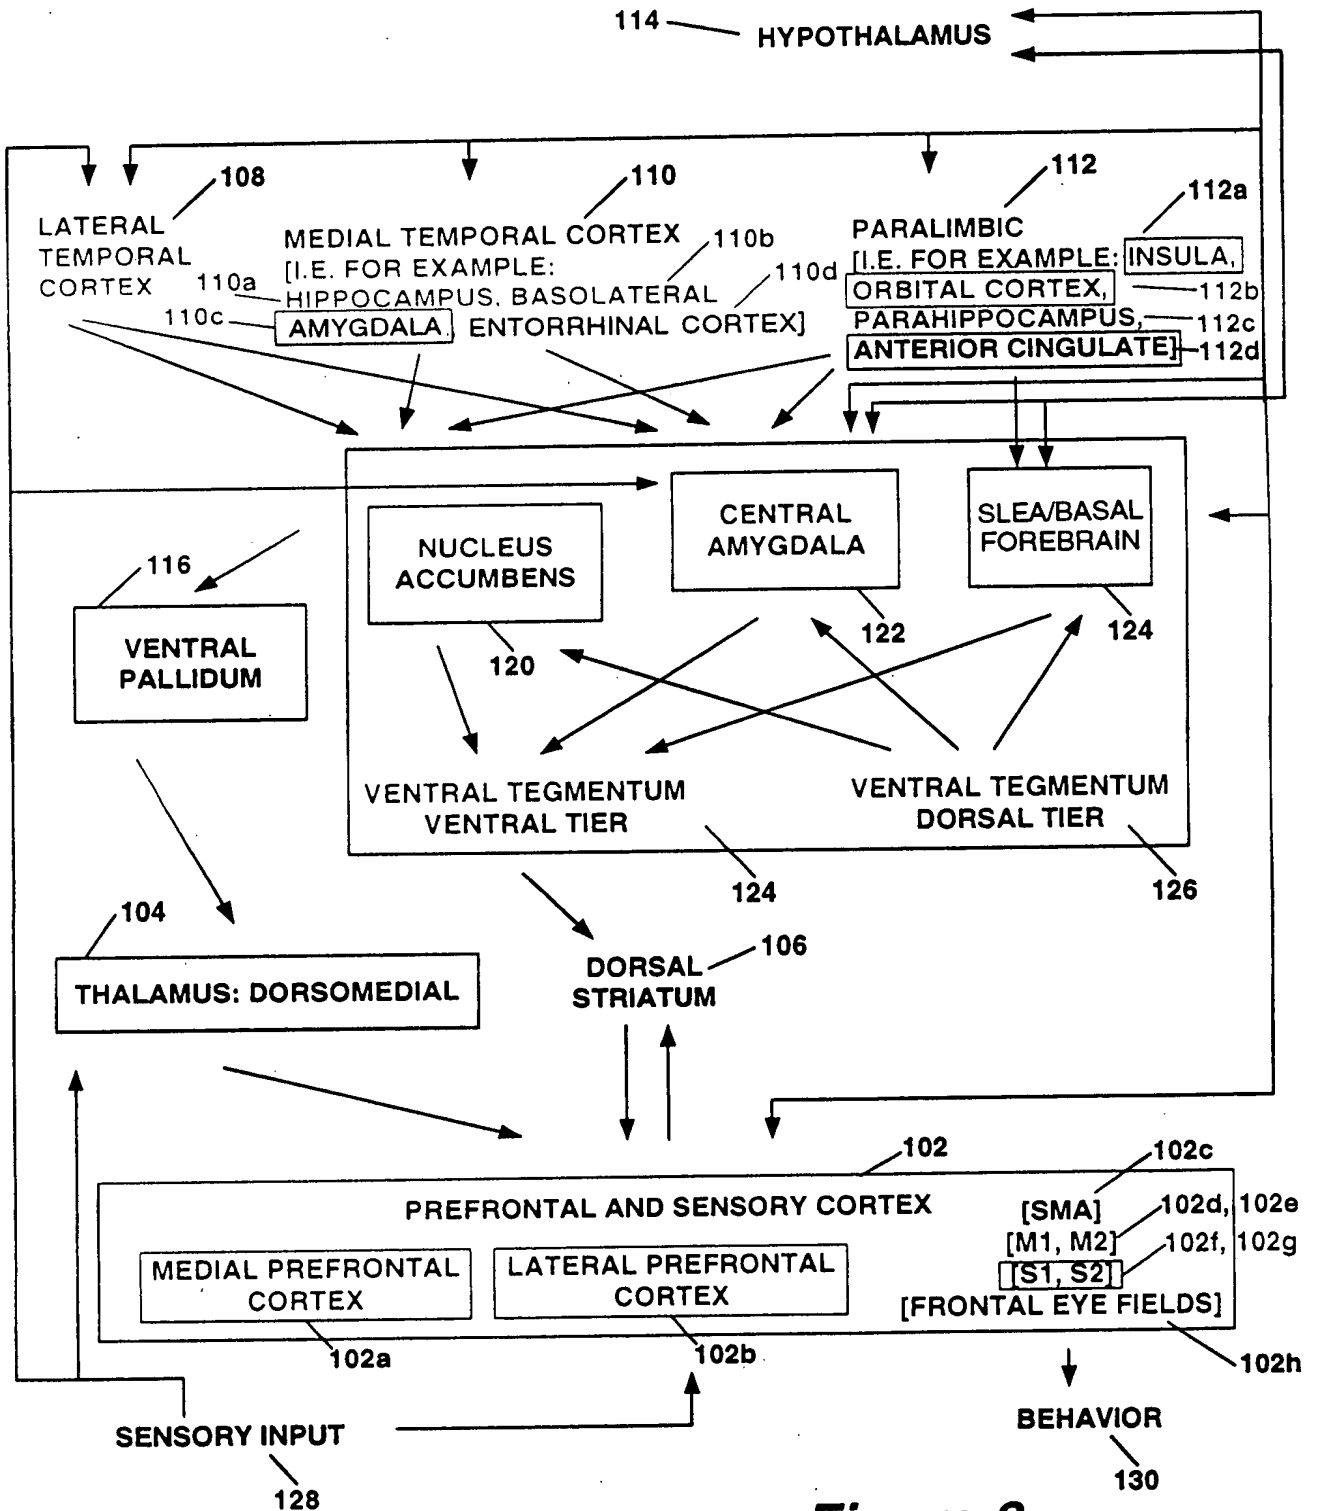 114
HYPOTHALAMUS
108
110
112
112a
LATERAL
TEMPORAL
CORTEX
MEDIAL TEMPORAL CORTEX
[I.E. FOR EXAMPLE:
HIPPOCAMPUS, BASOLATERAL
AMYGDALA, ENTORRHINAL CORTEX]
110a
110b
110c
110d
PARALIMBIC
[I.E. FOR EXAMPLE: INSULA,
ORBITAL CORTEX,
PARAHIPPOCAMPUS,
ANTERIOR CINGULATE]
112b
112c
112d
NUCLEUS
ACCUMBENS
120
CENTRAL
AMYGDALA
122
SLEA/BASAL
FOREBRAIN
124
116
VENTRAL
PALLIDUM
VENTRAL TEGMENTUM
VENTRAL TIER
124
VENTRAL TEGMENTUM
DORSAL TIER
126
104
THALAMUS: DORSOMEDIAL
106
DORSAL
STRIATUM
102
102c
PREFRONTAL AND SENSORY CORTEX
[SMA]
[M1, M2]
102d, 102e
[S1, S2]
102f, 102g
[FRONTAL EYE FIELDS]
102h
MEDIAL PREFRONTAL
CORTEX
102a
LATERAL PREFRONTAL
CORTEX
102b
SENSORY INPUT
128
BEHAVIOR
130